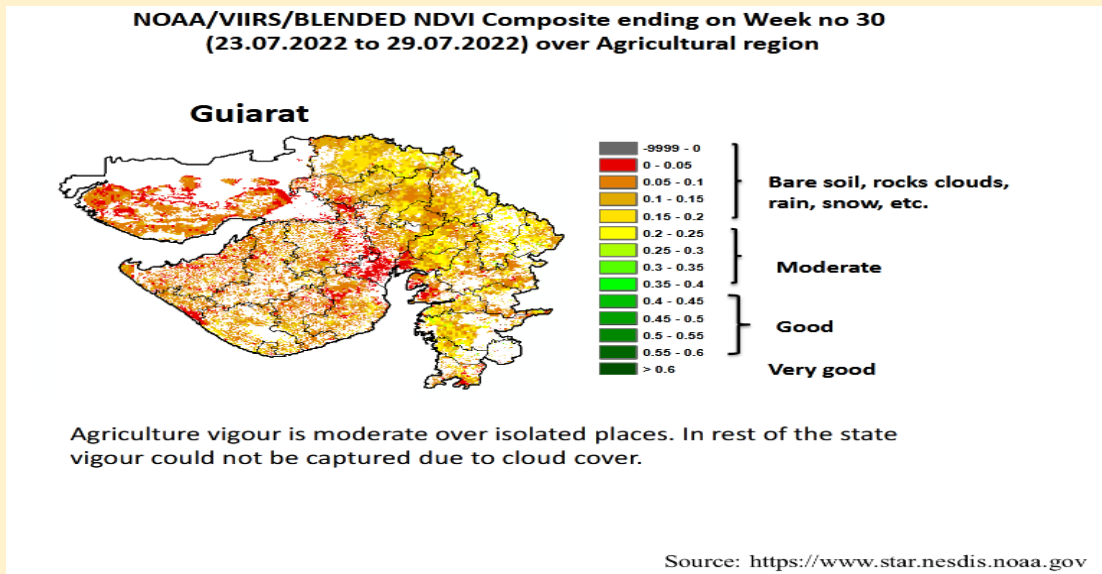 NOAA/VIIRS/BLENDED NDVI Composite ending on Week no 30
(23.07.2022 to 29.07.2022) over Agricultural region
Gujarat
-9999 - 0
0 - 0.05
0.05 - 0.1
0.1 - 0.15
0.15 - 0.2
0.2 - 0.25
0.25 - 0.3
0.3 - 0.35
0.35 - 0.4
0.4 - 0.45
0.45 - 0.5
0.5 - 0.55
0.55 - 0.6
> 0.6
Bare soil, rocks clouds,
rain, snow, etc.
Moderate
Good
Very good
Agriculture vigour is moderate over isolated places. In rest of the state
vigour could not be captured due to cloud cover.
Source: https://www.star.nesdis.noaa.gov